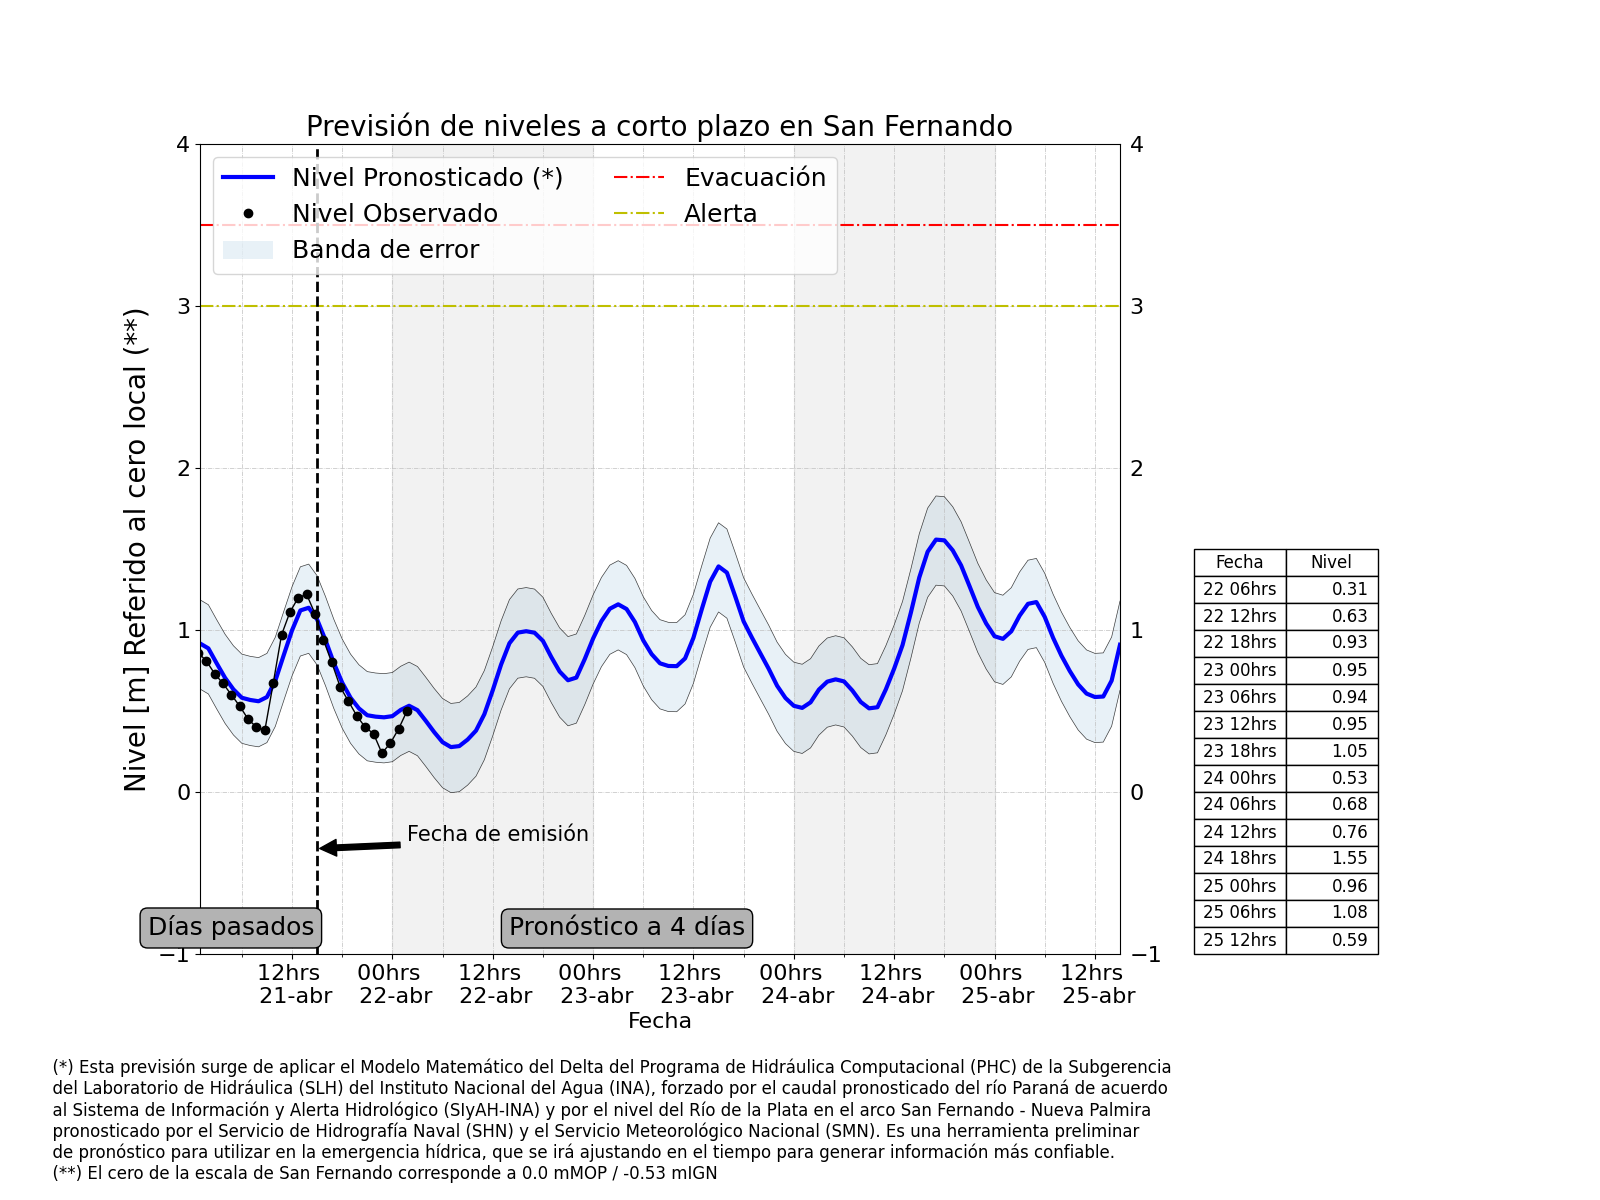 Previsión de niveles a corto plazo en San Fernando
Nivel Pronosticado (*)
Nivel Observado
Banda de error
Evacuación
Alerta
Nivel [m] Referido al cero local (**)
4
3
2
1
0
−1
4
3
2
1
0
−1
Fecha de emisión
Días pasados
Pronóstico a 4 días
12hrs 00hrs 12hrs 00hrs 12hrs 00hrs 12hrs 00hrs 12hrs
21-abr 22-abr 22-abr 23-abr 23-abr 24-abr 24-abr 25-abr 25-abr
Fecha
Fecha Nivel
22 06hrs 0.31
22 12hrs 0.63
22 18hrs 0.93
23 00hrs 0.95
23 06hrs 0.94
23 12hrs 0.95
23 18hrs 1.05
24 00hrs 0.53
24 06hrs 0.68
24 12hrs 0.76
24 18hrs 1.55
25 00hrs 0.96
25 06hrs 1.08
25 12hrs 0.59
(*) Esta previsión surge de aplicar el Modelo Matemático del Delta del Programa de Hidráulica Computacional (PHC) de la Subgerencia
del Laboratorio de Hidráulica (SLH) del Instituto Nacional del Agua (INA), forzado por el caudal pronosticado del río Paraná de acuerdo
al Sistema de Información y Alerta Hidrológico (SIyAH-INA) y por el nivel del Río de la Plata en el arco San Fernando - Nueva Palmira
pronosticado por el Servicio de Hidrografía Naval (SHN) y el Servicio Meteorológico Nacional (SMN). Es una herramienta preliminar
de pronóstico para utilizar en la emergencia hídrica, que se irá ajustando en el tiempo para generar información más confiable.
(**) El cero de la escala de San Fernando corresponde a 0.0 mMOP / -0.53 mIGN